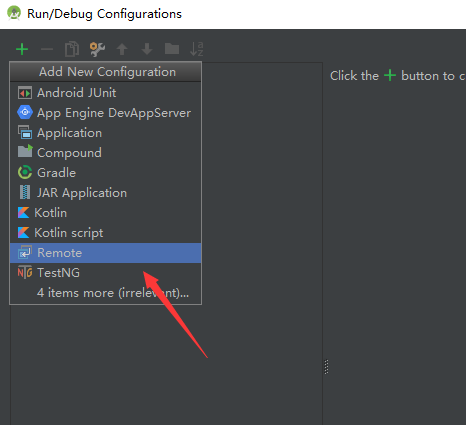 Run/Debug Configurations
Add New Configuration
Click the + button to c
Android JUnit
App Engine DevAppServer
Application
Compound
Gradle
JAR Application
Kotlin
Kotlin script
Remote
TestNG
4 items more (irrelevant)...